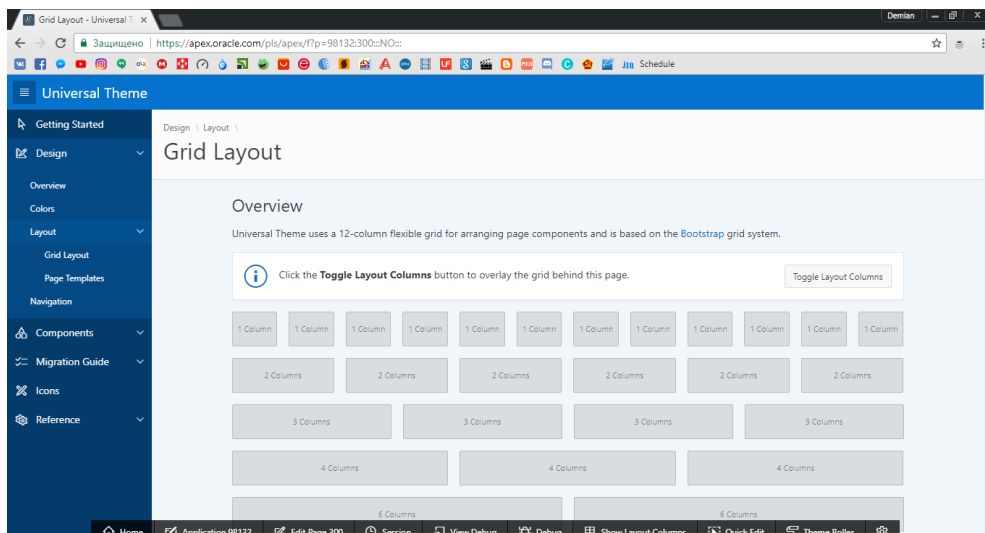 Grid Layout - Universal T
Demian
Защищено
https://apex.oracle.com/pls/apex/f?p=98132:300:::NO:::
Jira Schedule
Universal Theme
Getting Started
Design
Overview
Colors
Layout
Grid Layout
Page Templates
Navigation
Components
Migration Guide
Icons
Reference
Design \ Layout \
Grid Layout
Overview
Universal Theme uses a 12-column flexible grid for arranging page components and is based on the Bootstrap grid system.
Click the Toggle Layout Columns button to overlay the grid behind this page.
Toggle Layout Columns
1 Column 1 Column 1 Column 1 Column 1 Column 1 Column 1 Column 1 Column 1 Column 1 Column 1 Column 1 Column
2 Columns 2 Columns 2 Columns 2 Columns 2 Columns 2 Columns
3 Columns 3 Columns 3 Columns 3 Columns
4 Columns 4 Columns 4 Columns
6 Columns 6 Columns
Home Application 98132 Edit Page 300 Session View Debug Debug Show Layout Columns Quick Edit Theme Roller